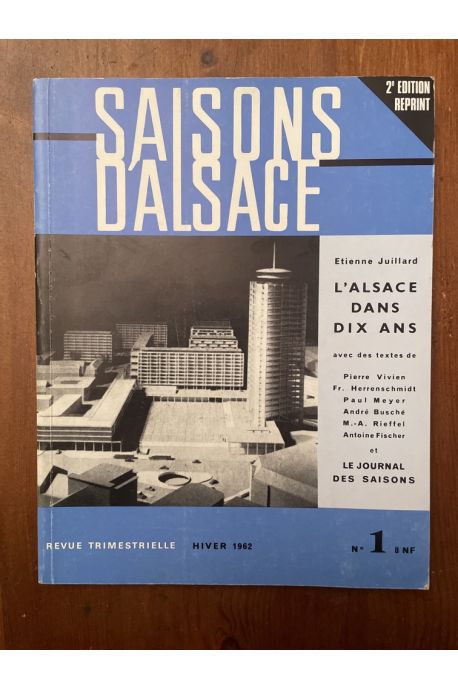 2e EDITION
REPRINT
SAISONS
D'ALSACE
Etienne Juillard
L'ALSACE
DANS
DIX ANS
avec des textes de
Pierre Vivien
Fr. Herrenschmidt
Paul Meyer
André Busché
M.-A. Rieffel
Antoine Fischer
et
LE JOURNAL
DES SAISONS
REVUE TRIMESTRIELLE HIVER 1962 N° 1 8 NF